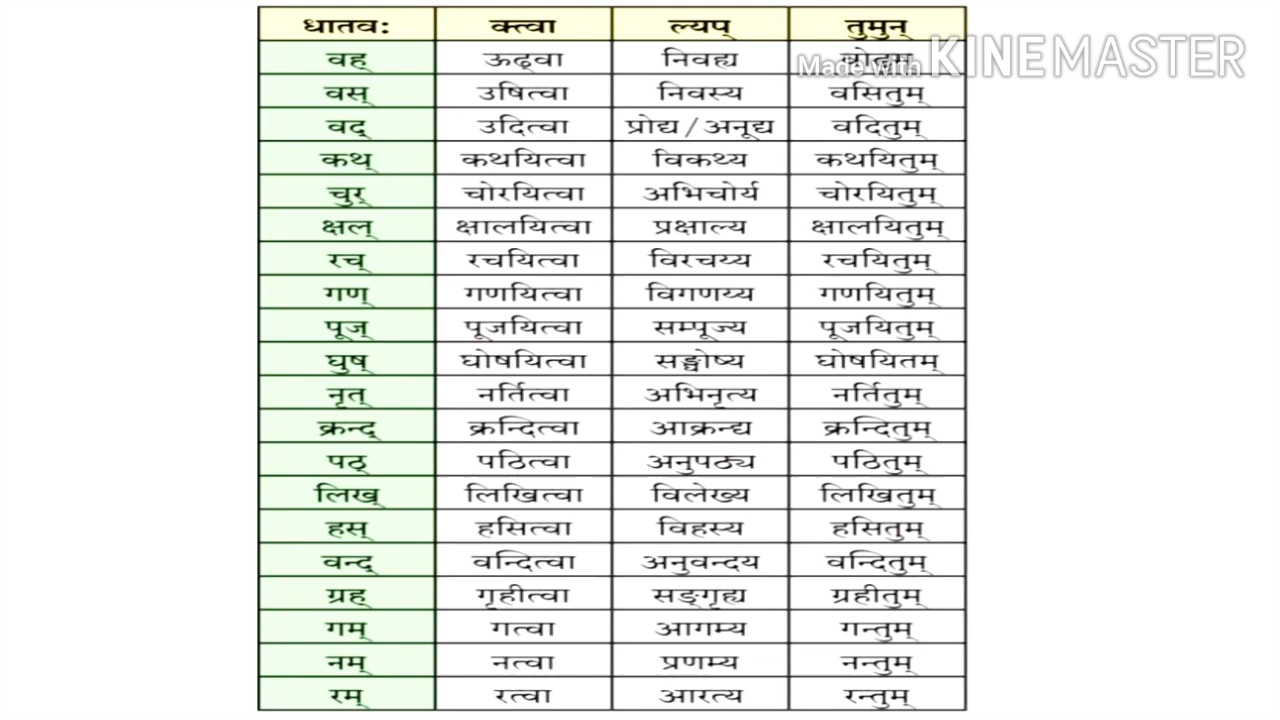 धातवः क्त्वा ल्यप् तुमुन्
वह् ऊढ्वा निवह्य Made with KINEMASTER
वस् उषित्वा निवस्य वसितुम्
वद् उदित्वा प्रोद्य/अनूद्य वदितुम्
कथ् कथयित्वा विकथ्य कथयितुम्
चुर् चोरयित्वा अभिचोर्य चोरयितुम्
क्षल् क्षालयित्वा प्रक्षाल्य क्षालयितुम्
रच् रचयित्वा विरचय्य रचयितुम्
गण् गणयित्वा विगणय्य गणयितुम्
पूज् पूजयित्वा सम्पूज्य पूजयितुम्
घुष् घोषयित्वा सङ्घोष्य घोषयितम्
नृत् नर्तित्वा अभिनृत्य नर्तितुम्
क्रन्द् क्रन्दित्वा आक्रन्द्य क्रन्दितुम्
पठ् पठित्वा अनुपठ्य पठितुम्
लिख् लिखित्वा विलेख्य लिखितुम्
हस् हसित्वा विहस्य हसितुम्
वन्द् वन्दित्वा अनुवन्दय वन्दितुम्
ग्रह् गृहीत्वा सङ्गृह्य ग्रहीतुम्
गम् गत्वा आगम्य गन्तुम्
नम् नत्वा प्रणम्य नन्तुम्
रम् रत्वा आरत्य रन्तुम्